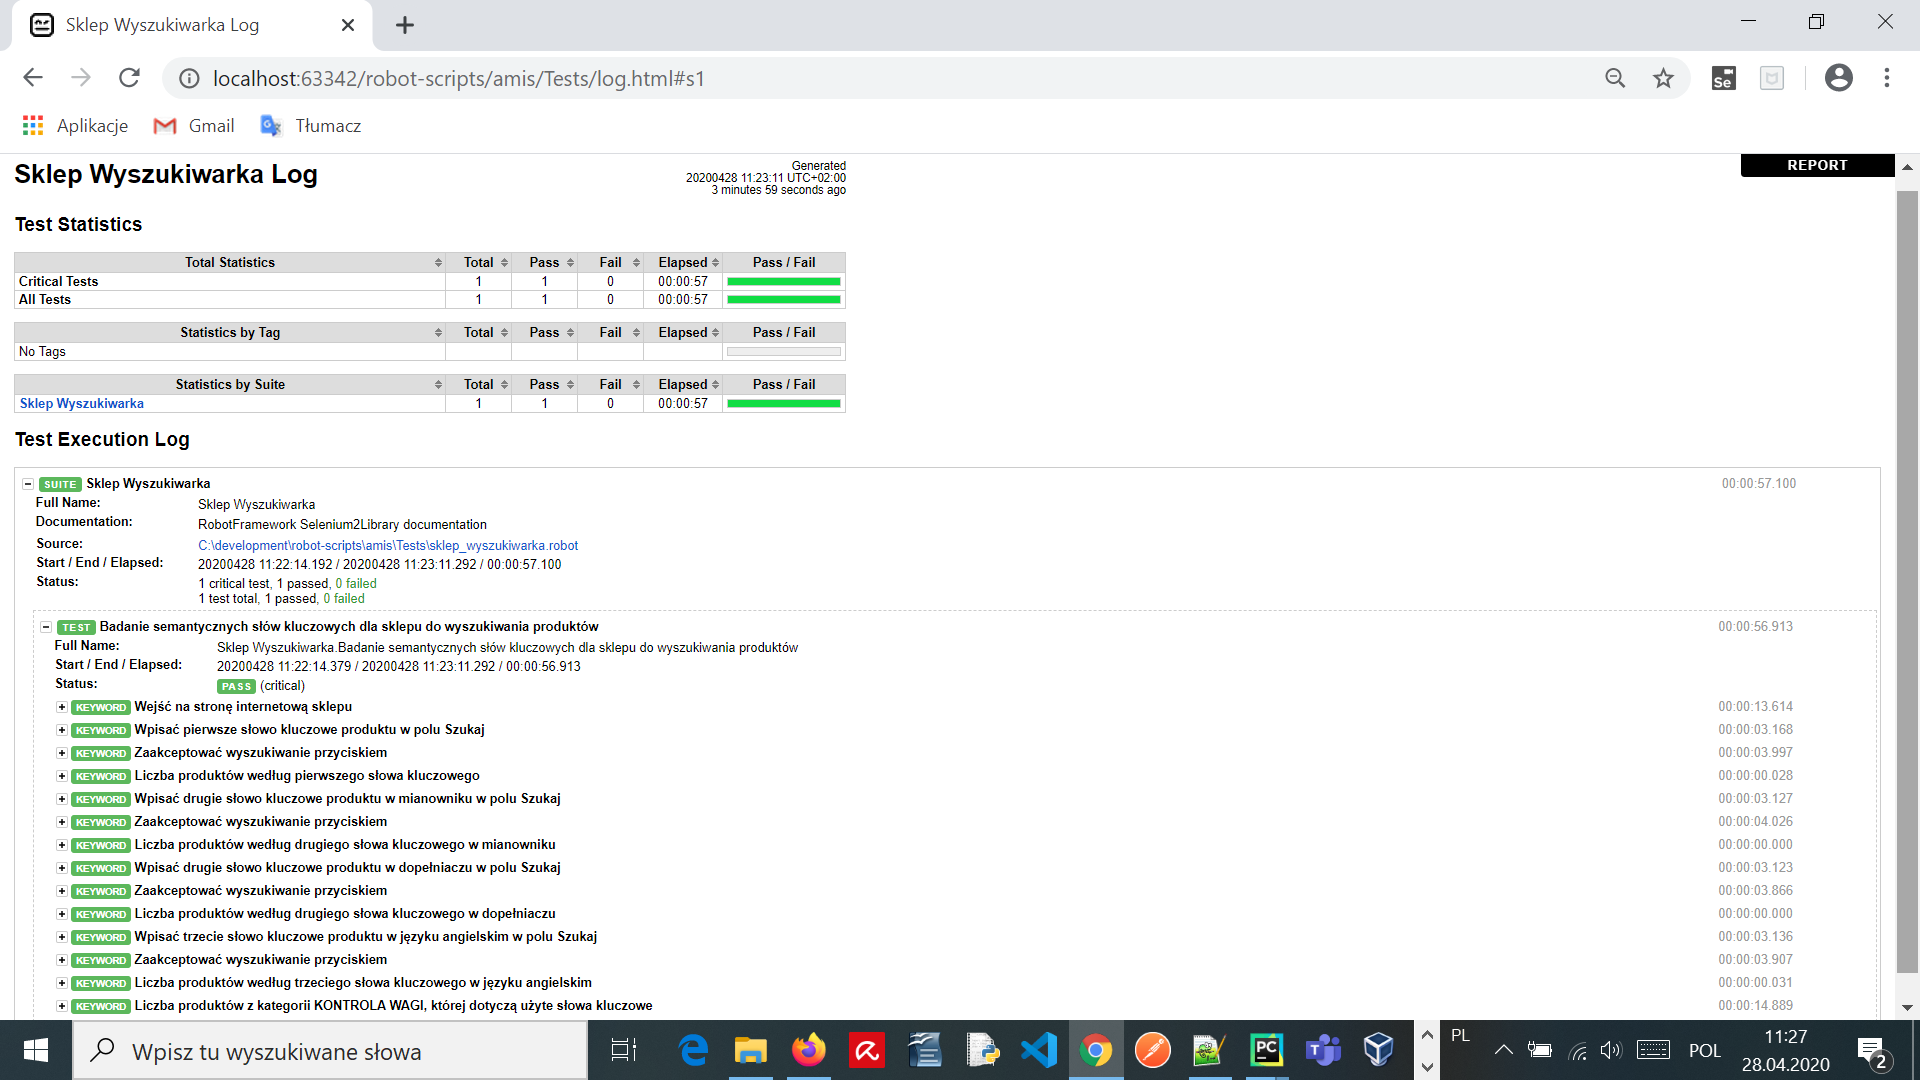 Sklep Wyszukiwarka Log
localhost:63342/robot-scripts/amis/Tests/log.html#s1
Se
Aplikacje Gmail Tłumacz
Sklep Wyszukiwarka Log
Generated
20200428 11:23:11 UTC+02:00
3 minutes 59 seconds ago
REPORT
Test Statistics
Total Statistics Total Pass Fail Elapsed Pass / Fail
Critical Tests 1 1 0 00:00:57
All Tests 1 1 0 00:00:57
Statistics by Tag Total Pass Fail Elapsed Pass / Fail
No Tags
Statistics by Suite Total Pass Fail Elapsed Pass / Fail
Sklep Wyszukiwarka 1 1 0 00:00:57
Test Execution Log
SUITE Sklep Wyszukiwarka 00:00:57.100
Full Name: Sklep Wyszukiwarka
Documentation: RobotFramework Selenium2Library documentation
Source: C:\development\robot-scripts\amis\Tests\sklep_wyszukiwarka.robot
Start / End / Elapsed: 20200428 11:22:14.192 / 20200428 11:23:11.292 / 00:00:57.100
Status: 1 critical test, 1 passed, 0 failed
1 test total, 1 passed, 0 failed
TEST Badanie semantycznych słów kluczowych dla sklepu do wyszukiwania produktów 00:00:56.913
Full Name: Sklep Wyszukiwarka.Badanie semantycznych słów kluczowych dla sklepu do wyszukiwania produktów
Start / End / Elapsed: 20200428 11:22:14.379 / 20200428 11:23:11.292 / 00:00:56.913
Status: PASS (critical)
KEYWORD Wejść na stronę internetową sklepu 00:00:13.614
KEYWORD Wpisać pierwsze słowo kluczowe produktu w polu Szukaj 00:00:03.168
KEYWORD Zaakceptować wyszukiwanie przyciskiem 00:00:03.997
KEYWORD Liczba produktów według pierwszego słowa kluczowego 00:00:00.028
KEYWORD Wpisać drugie słowo kluczowe produktu w mianowniku w polu Szukaj 00:00:03.127
KEYWORD Zaakceptować wyszukiwanie przyciskiem 00:00:04.026
KEYWORD Liczba produktów według drugiego słowa kluczowego w mianowniku 00:00:00.000
KEYWORD Wpisać drugie słowo kluczowe produktu w dopełniaczu w polu Szukaj 00:00:03.123
KEYWORD Zaakceptować wyszukiwanie przyciskiem 00:00:03.866
KEYWORD Liczba produktów według drugiego słowa kluczowego w dopełniaczu 00:00:00.000
KEYWORD Wpisać trzecie słowo kluczowe produktu w języku angielskim w polu Szukaj 00:00:03.136
KEYWORD Zaakceptować wyszukiwanie przyciskiem 00:00:03.907
KEYWORD Liczba produktów według trzeciego słowa kluczowego w języku angielskim 00:00:00.031
KEYWORD Liczba produktów z kategorii KONTROLA WAGI, której dotyczą użyte słowa kluczowe 00:00:14.889
Wpisz tu wyszukiwane słowa
PC
PL
POL
11:27
28.04.2020
2